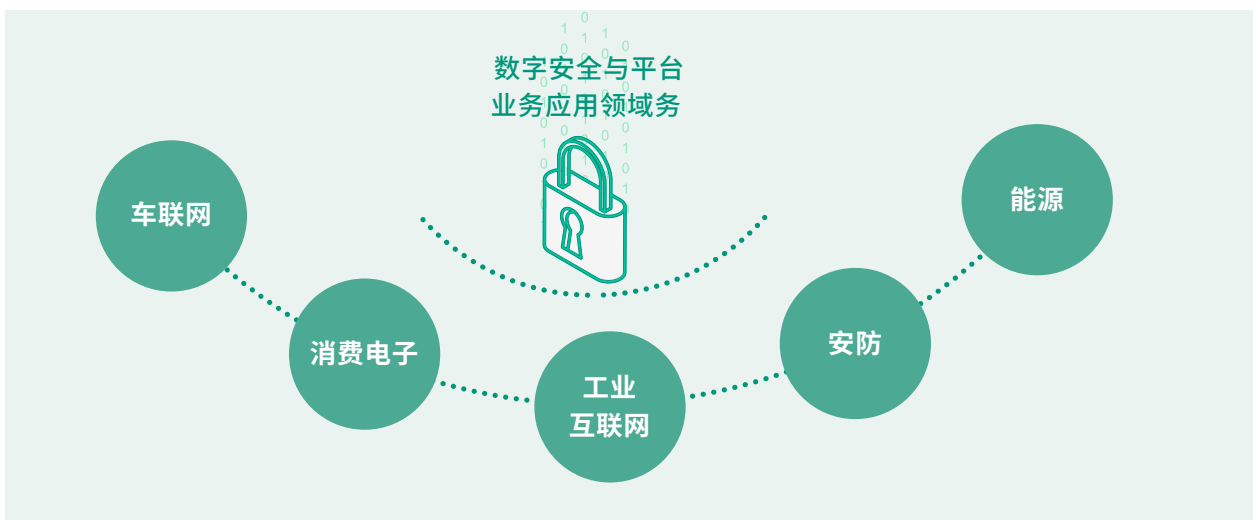 数字安全与平台
业务应用领域务
车联网
消费电子
工业
互联网
安防
能源